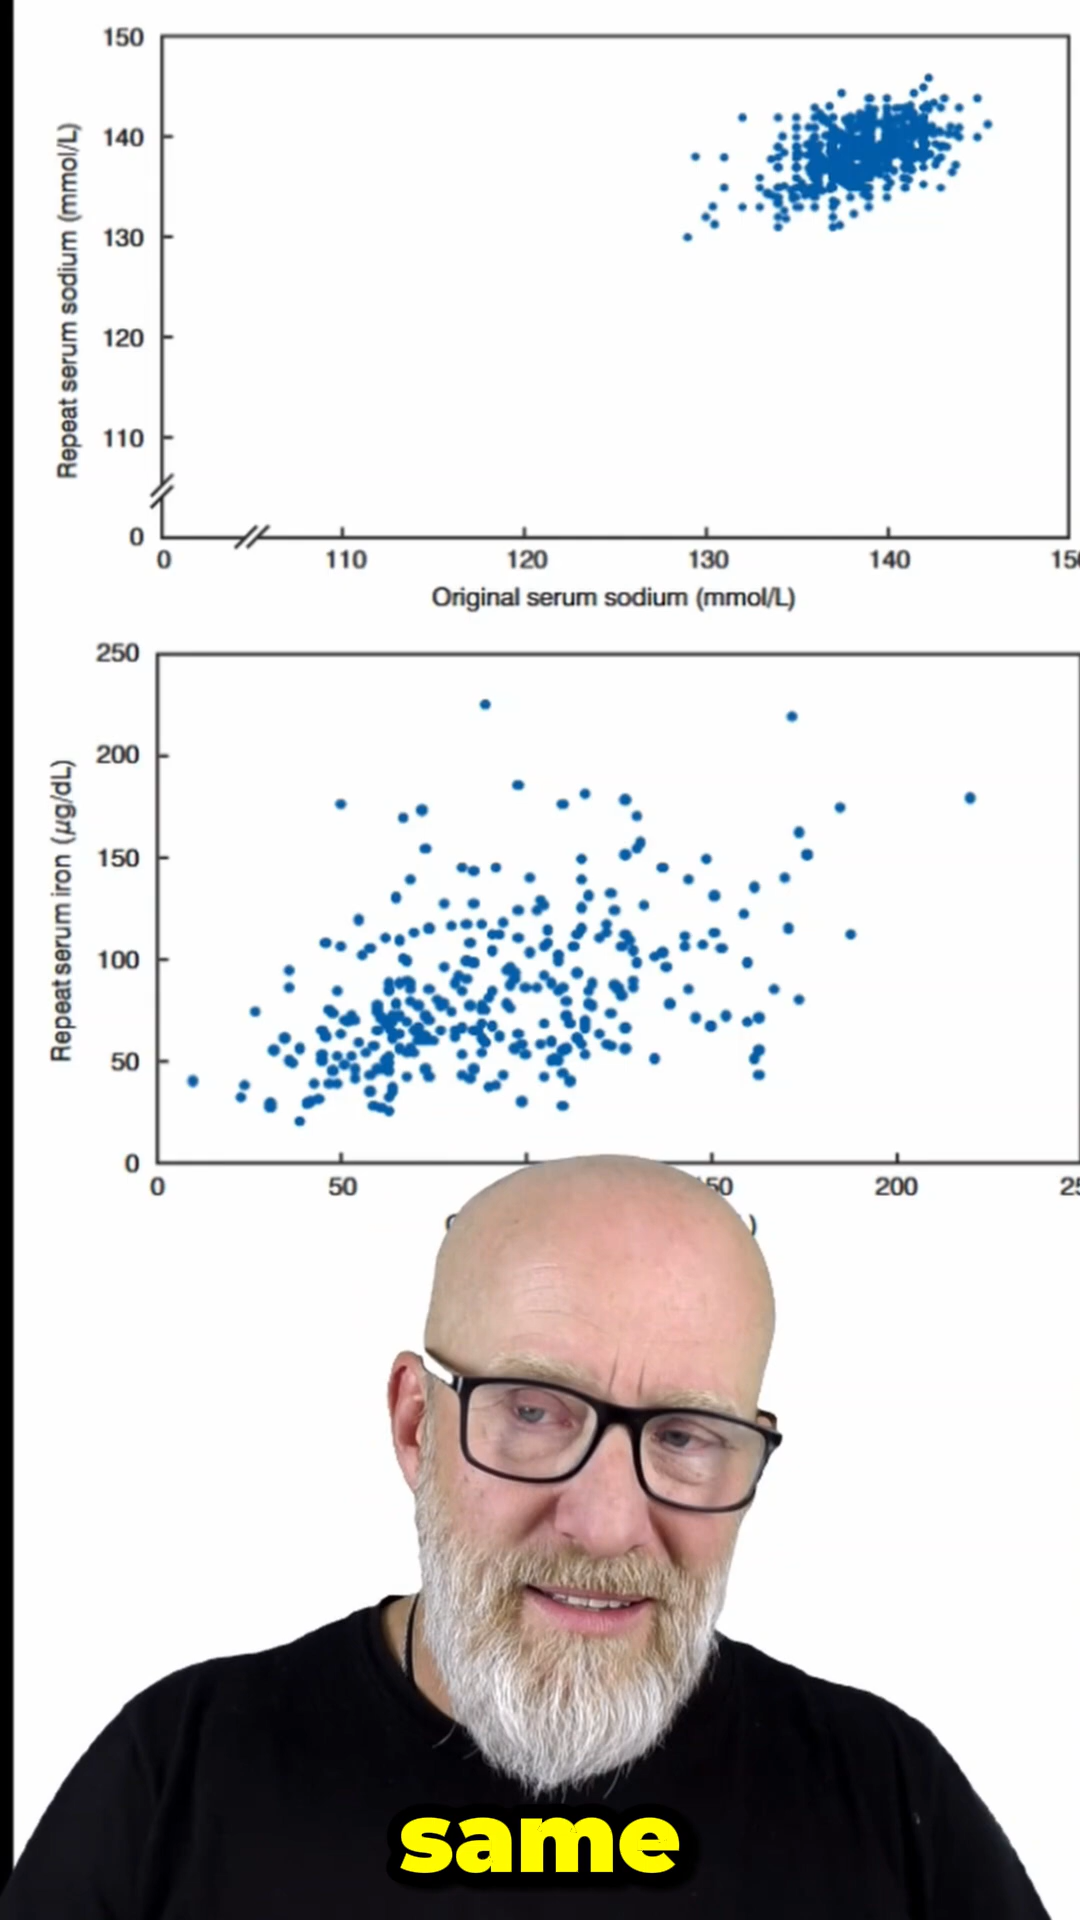 150
140
130
120
110
0
Repeat serum sodium (mmol/L)
0 110 120 130 140
Original serum sodium (mmol/L)
250
200
150
100
50
0
Repeat serum iron (µg/dL)
0 50 200
same